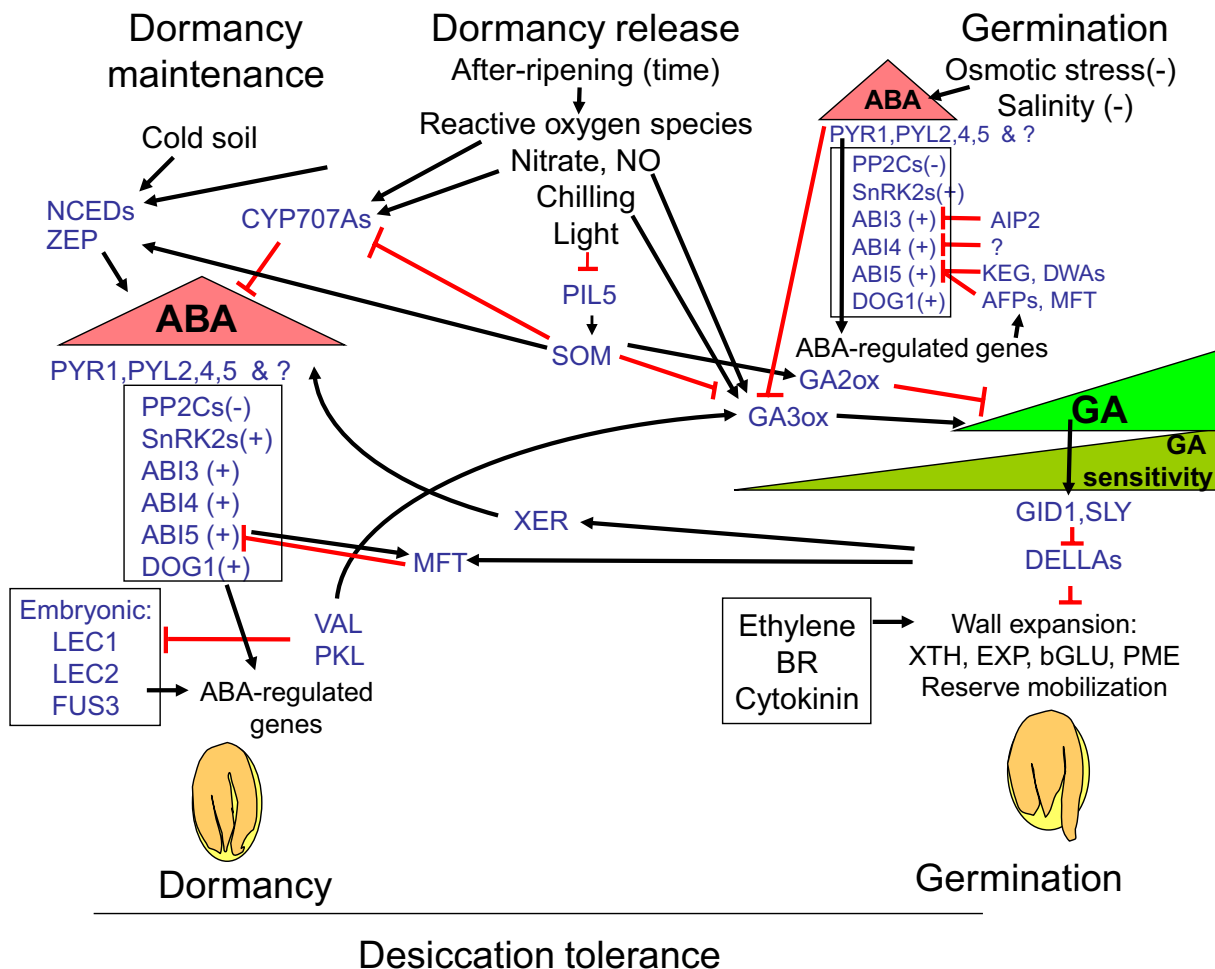 Dormancy
maintenance
Dormancy release
Germination
After-ripening (time)
Osmotic stress(-)
Salinity (-)
ABA
Cold soil
Reactive oxygen species
Nitrate, NO
Chilling
Light
PYR1,PYL2,4,5 & ?
PP2Cs(-)
SnRK2s(+)
ABI3 (+)
AIP2
ABI4 (+)
?
ABI5 (+)
KEG, DWAs
DOG1(+)
AFPs, MFT
ABA-regulated genes
NCEDs
ZEP
CYP707As
PIL5
SOM
GA2ox
GA3ox
GA
GA
sensitivity
ABA
PYR1,PYL2,4,5 & ?
PP2Cs(-)
SnRK2s(+)
ABI3 (+)
ABI4 (+)
ABI5 (+)
DOG1(+)
XER
MFT
GID1,SLY
DELLAs
Embryonic:
LEC1
LEC2
FUS3
VAL
PKL
ABA-regulated
genes
Ethylene
BR
Cytokinin
Wall expansion:
XTH, EXP, bGLU, PME
Reserve mobilization
Dormancy
Germination
Desiccation tolerance